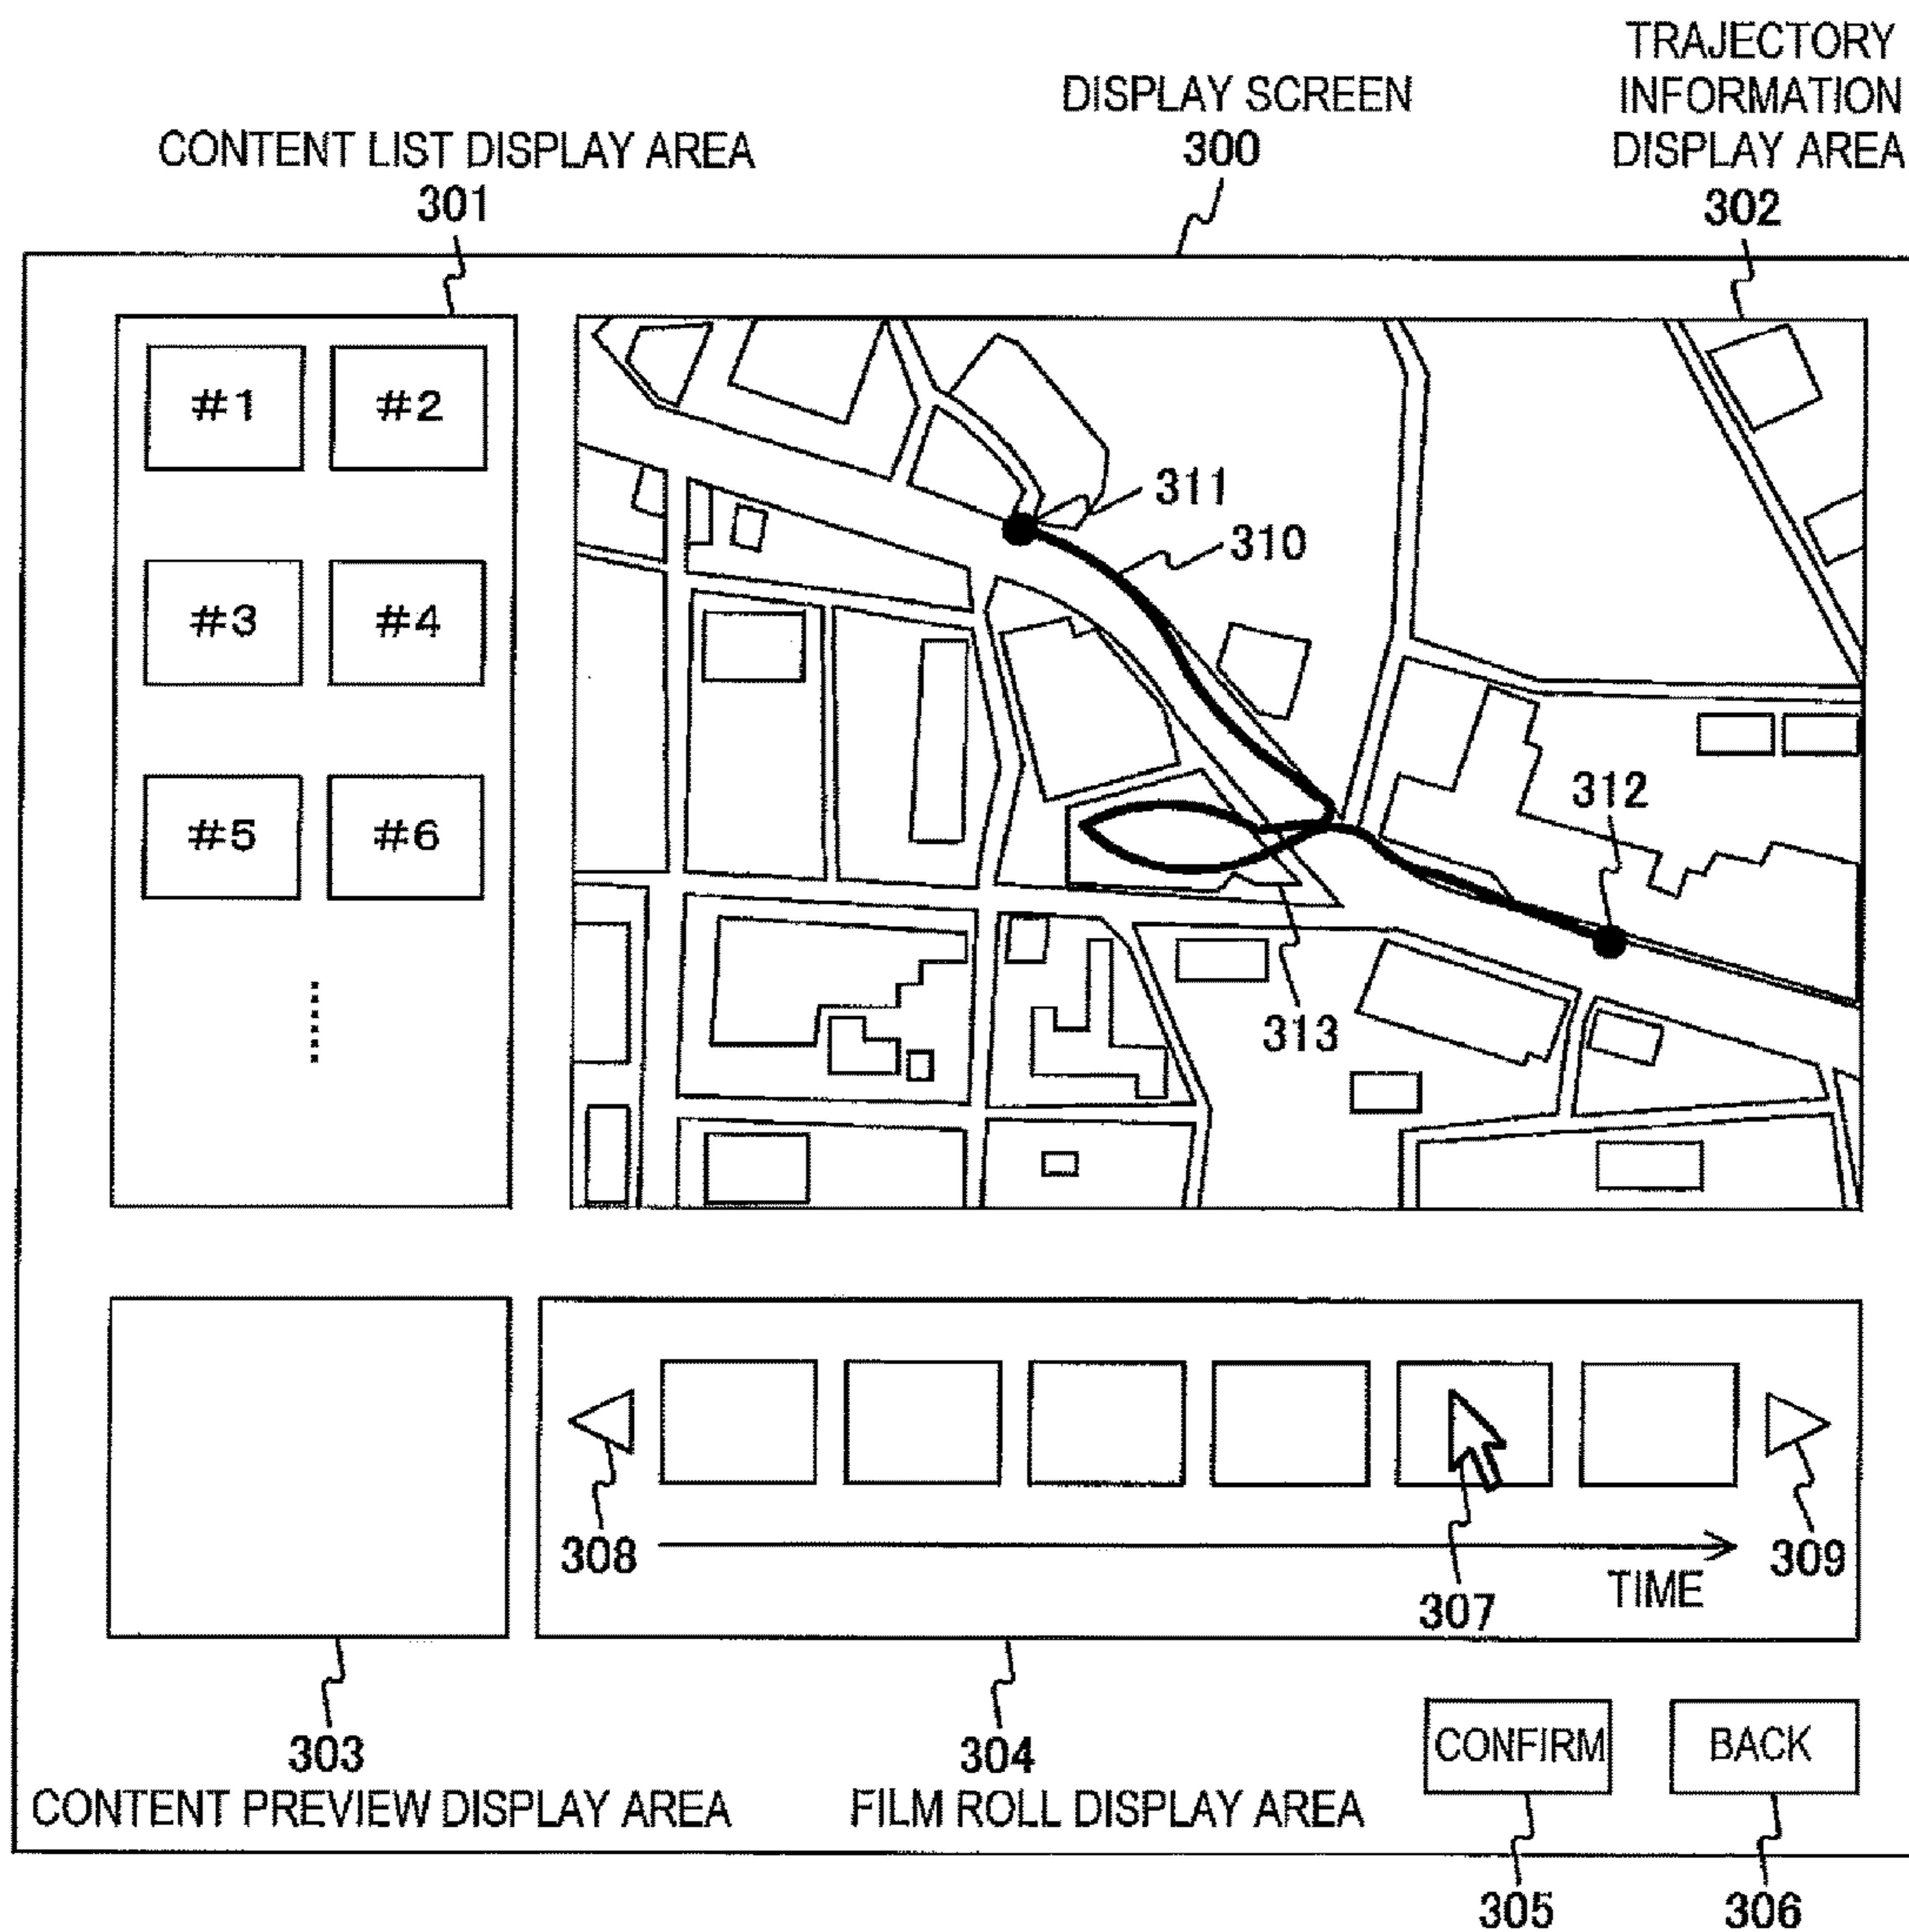 TRAJECTORY
INFORMATION
DISPLAY AREA
302
DISPLAY SCREEN
300
CONTENT LIST DISPLAY AREA
301
#1 #2
#3 #4
#5 #6
311
310
312
313
308
307
309
TIME
303
CONTENT PREVIEW DISPLAY AREA
304
FILM ROLL DISPLAY AREA
CONFIRM
BACK
305
306